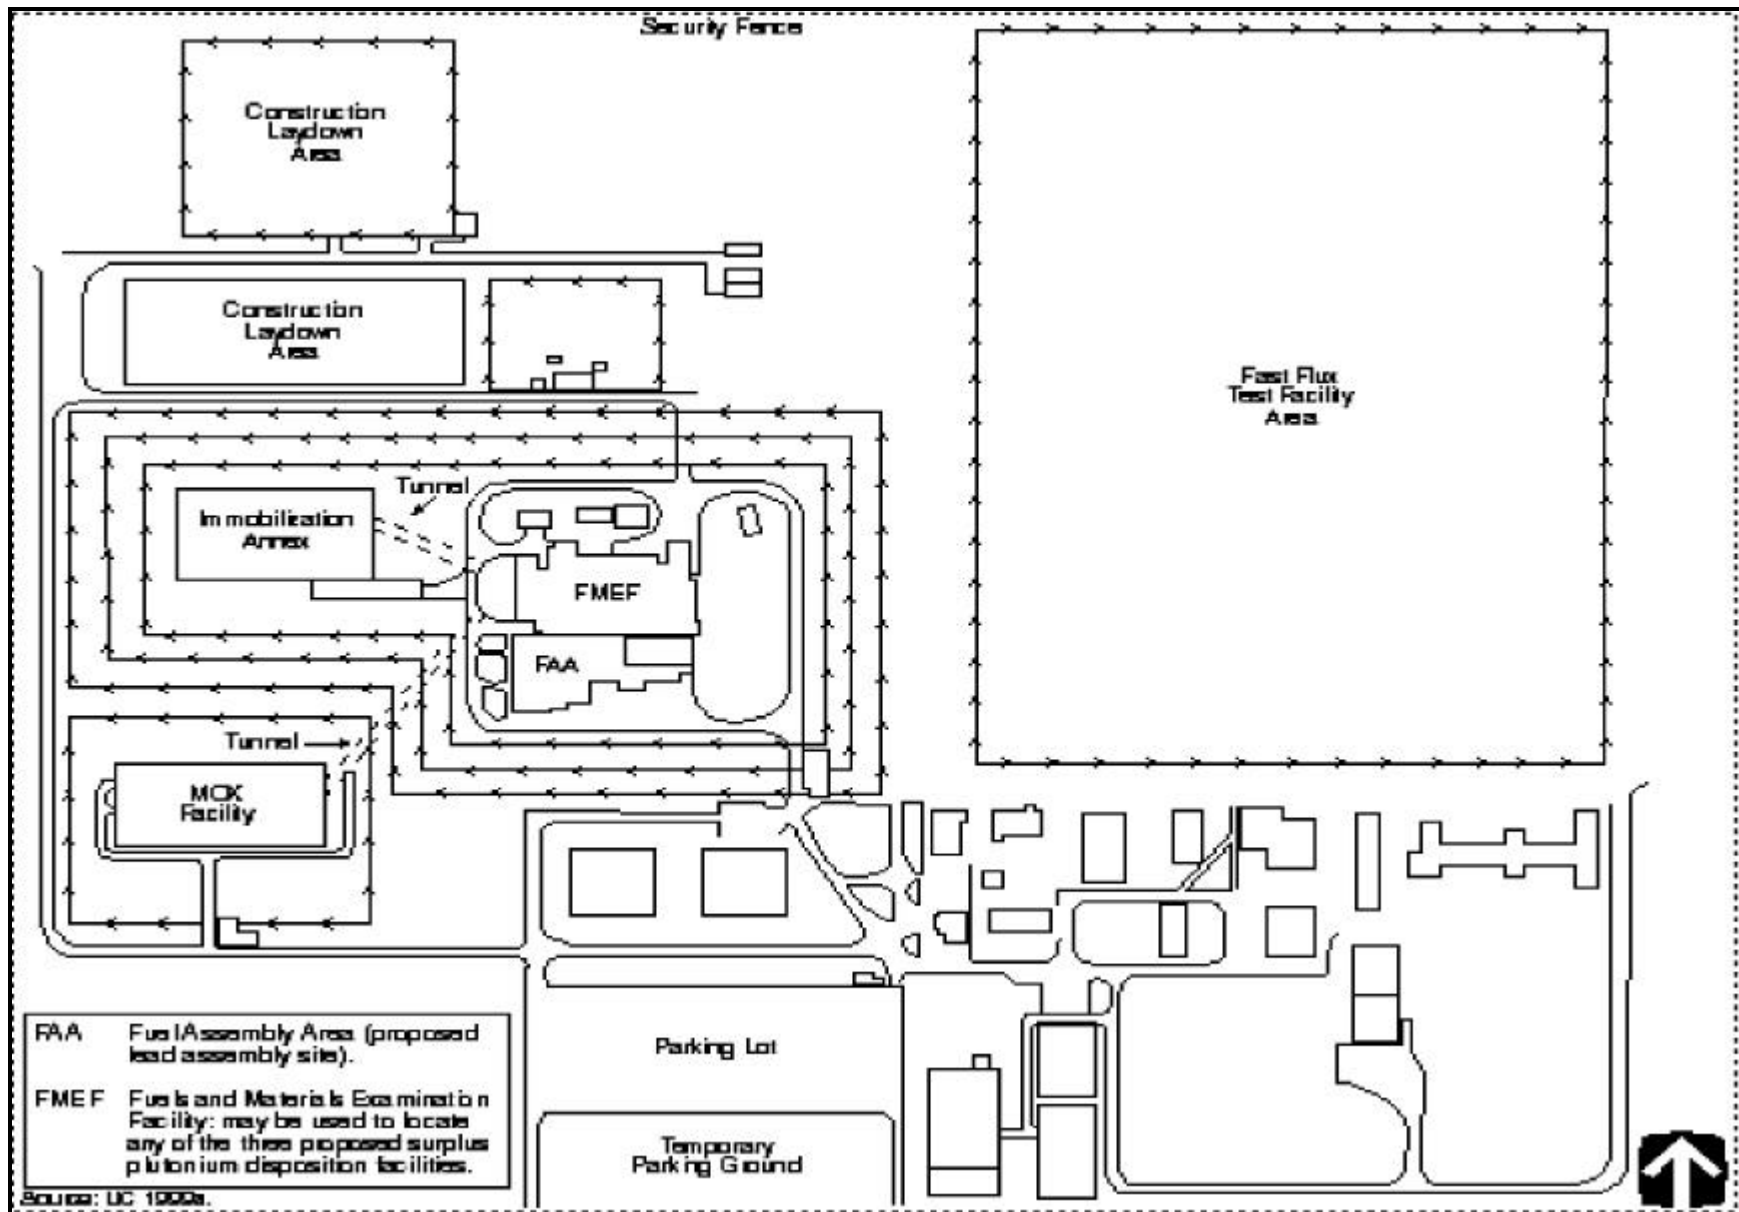 Security Fence
Construction
Laydown
Area
Construction
Laydown
Area
Fast Flux
Test Facility
Area
Tunnel
Immobilization
Annex
FMEF
FAA
Tunnel
MOX
Facility
FAA Fuel Assembly Area (proposed
lead assembly site).
FMEF Fuels and Materials Examination
Facility: may be used to locate
any of the three proposed surplus
plutonium disposition facilities.
Parking Lot
Temporary
Parking Ground
Source: UC 1999a.